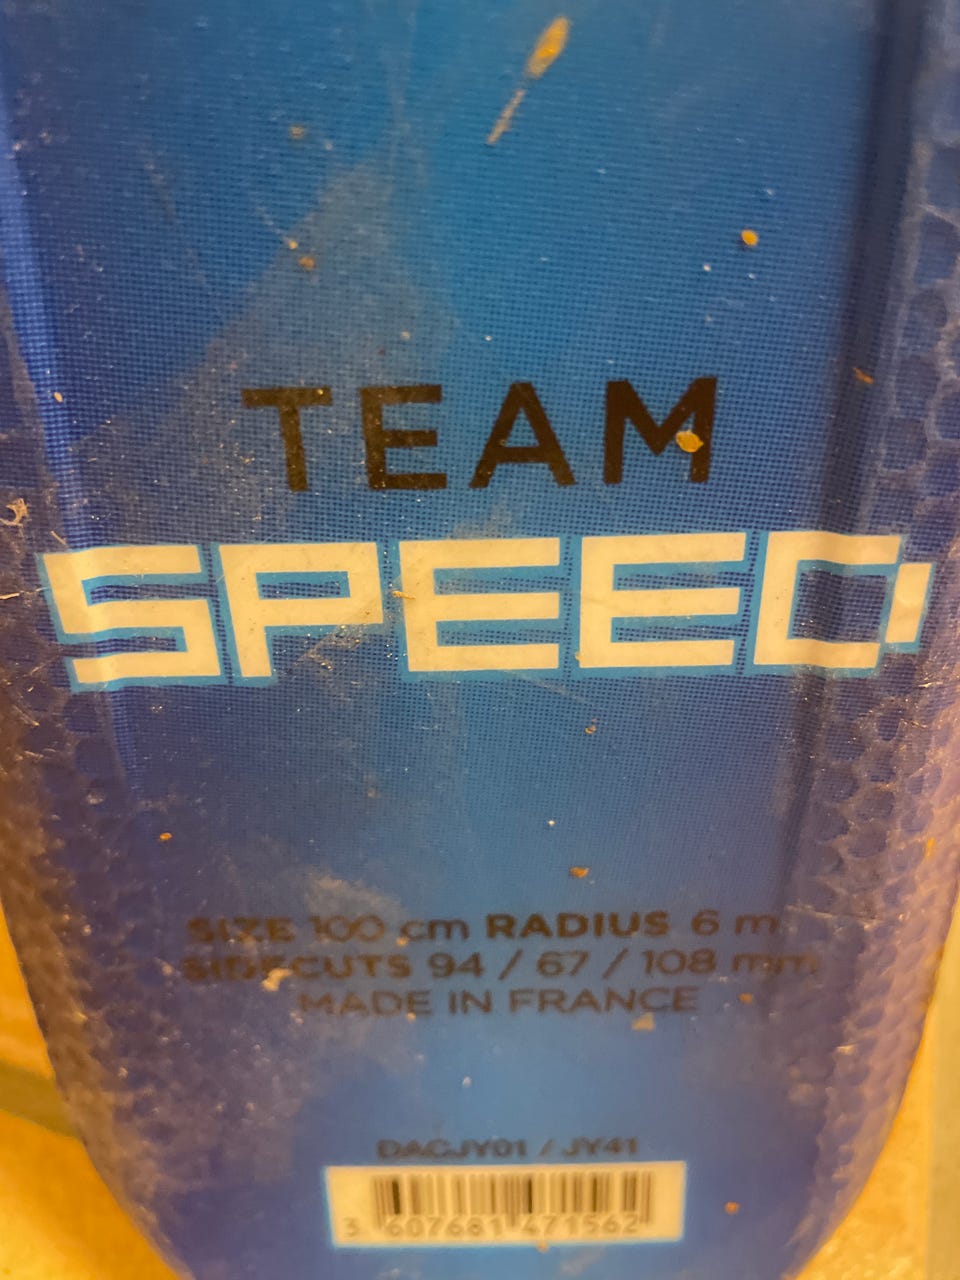 TEAM
SPEED
SIZE 100 cm RADIUS 6 m
SIDECUTS 94 / 67 / 108 mm
MADE IN FRANCE
DACJY01 / JY41
3 607681 471562